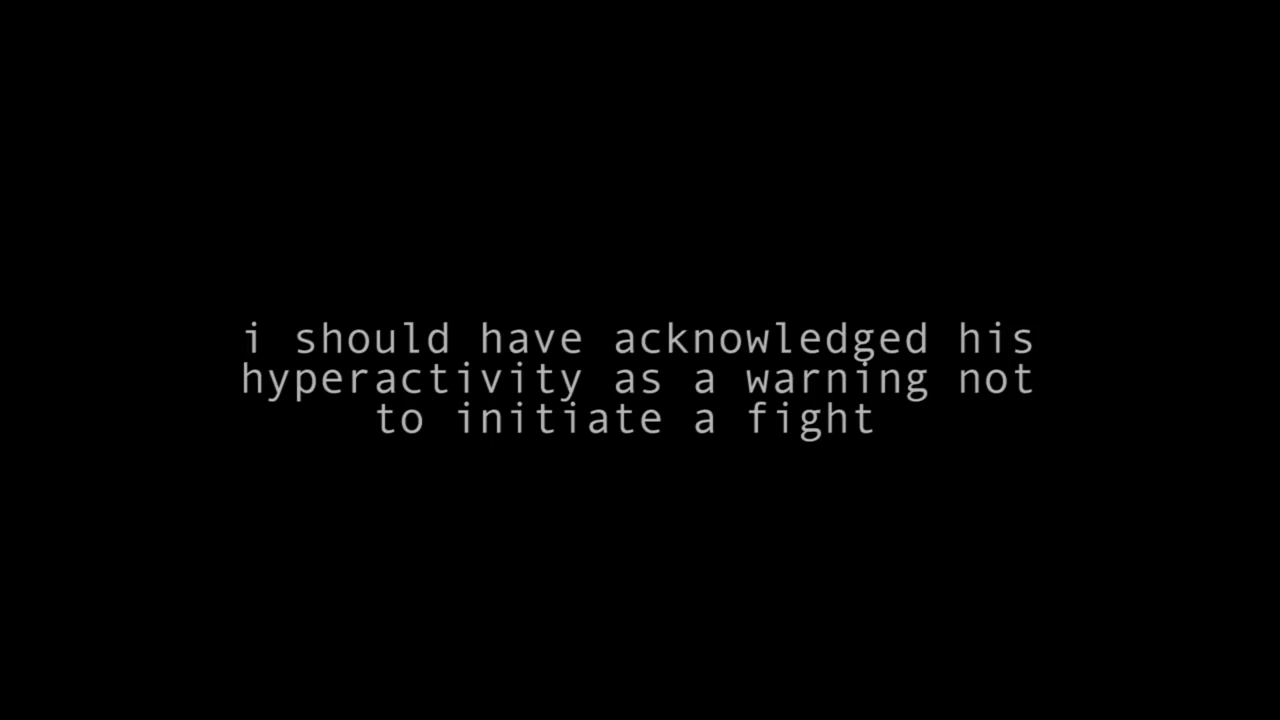 i should have acknowledged his
hyperactivity as a warning not
to initiate a fight